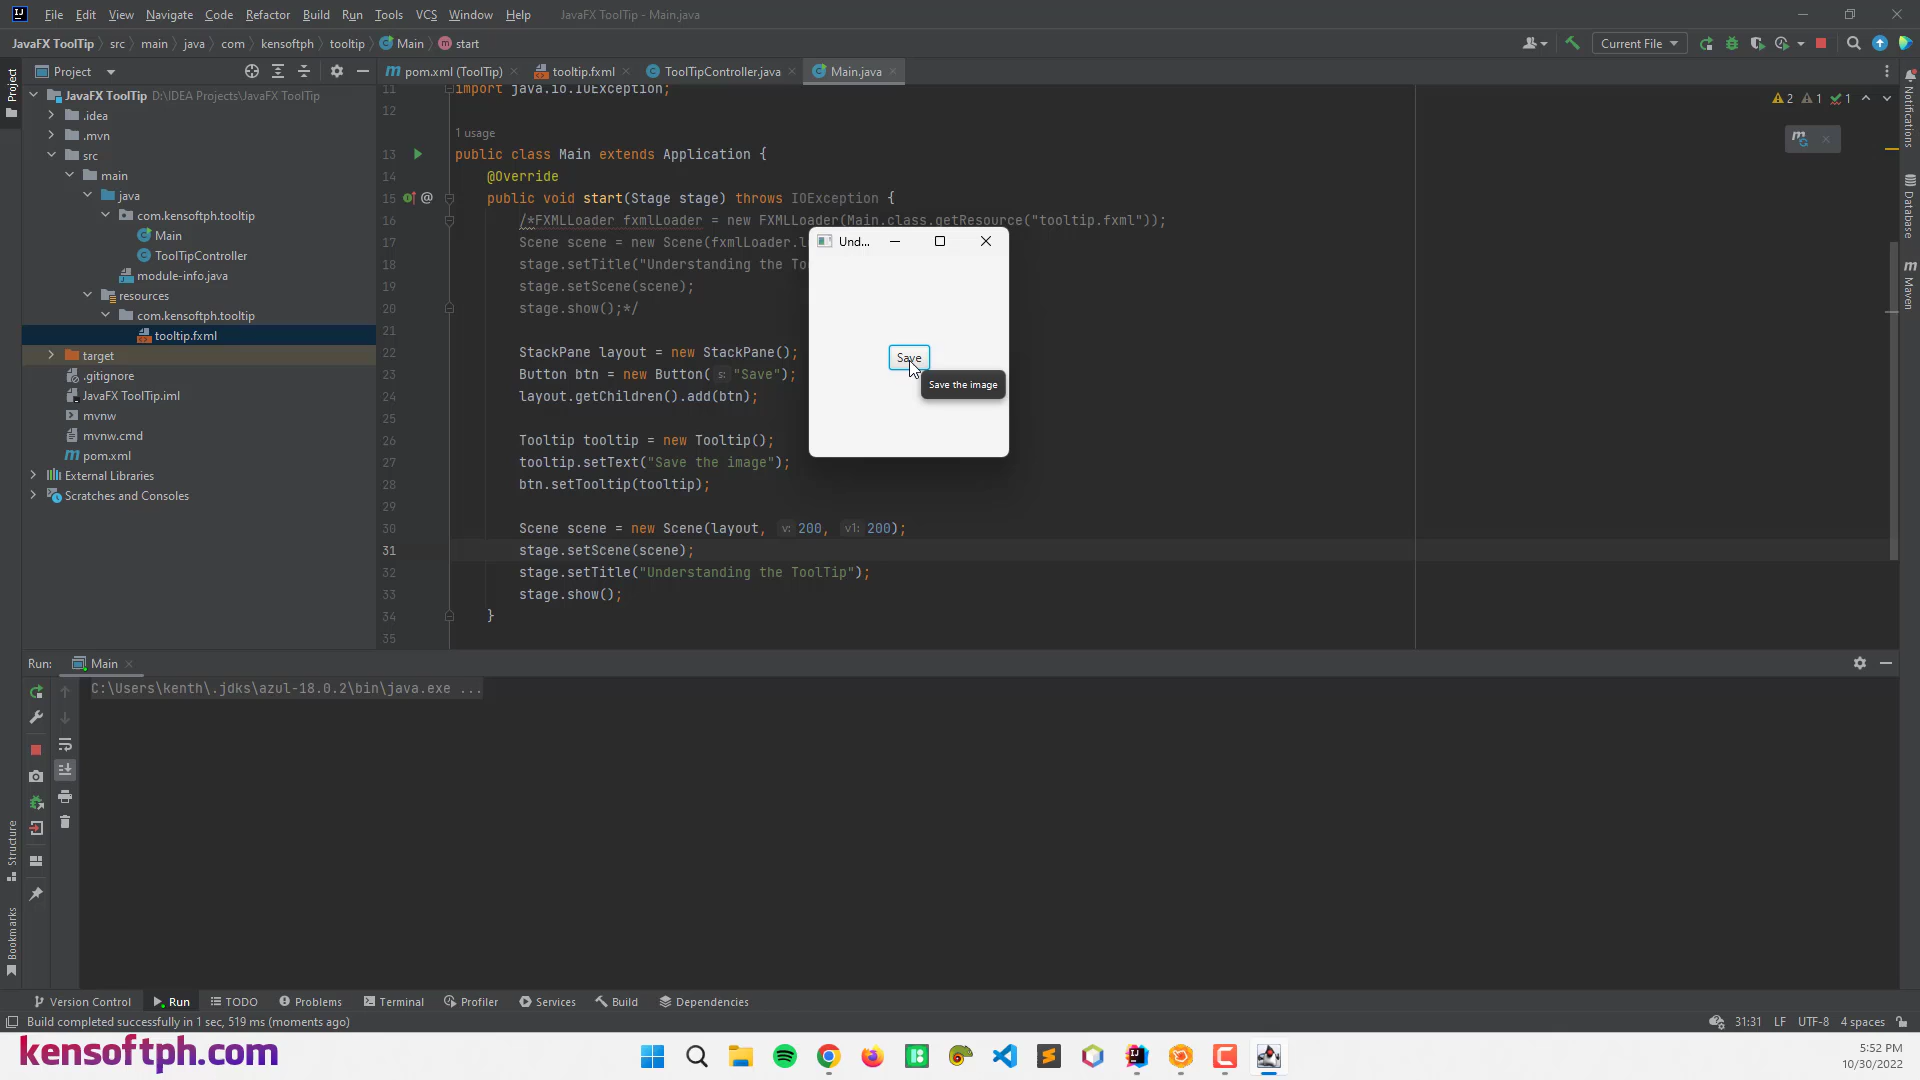 File Edit View Navigate Code Refactor Build Run Tools VCS Window Help JavaFX ToolTip - Main.java
JavaFX ToolTip src main java com kensoftph tooltip Main start
Current File
Project
pom.xml (ToolTip)
tooltip.fxml
ToolTipController.java
Main.java
Project
JavaFX ToolTip D:\IDEA Projects\JavaFX ToolTip
.idea
.mvn
src
main
java
com.kensoftph.tooltip
Main
ToolTipController
module-info.java
resources
com.kensoftph.tooltip
tooltip.fxml
target
.gitignore
JavaFX ToolTip.iml
mvnw
mvnw.cmd
pom.xml
External Libraries
Scratches and Consoles
2 1 1
11 import java.io.IOException;
12
1 usage
13 public class Main extends Application {
14 @Override
15 @ public void start(Stage stage) throws IOException {
16 /*FXMLLoader fxmlLoader = new FXMLLoader(Main.class.getResource("tooltip.fxml"));
17 Scene scene = new Scene(fxmlLoader.l
18 stage.setTitle("Understanding the To
19 stage.setScene(scene);
20 stage.show();*/
21
22 StackPane layout = new StackPane();
23 Button btn = new Button( s: "Save");
24 layout.getChildren().add(btn);
25
26 Tooltip tooltip = new Tooltip();
27 tooltip.setText("Save the image");
28 btn.setTooltip(tooltip);
29
30 Scene scene = new Scene(layout, v: 200, v1: 200);
31 stage.setScene(scene);
32 stage.setTitle("Understanding the ToolTip");
33 stage.show();
34 }
35
Und...
Save
Save the image
Notifications
Database
Maven
Run: Main
C:\Users\kenth\.jdks\azul-18.0.2\bin\java.exe ...
Structure
Bookmarks
Version Control Run TODO Problems Terminal Profiler Services Build Dependencies
Build completed successfully in 1 sec, 519 ms (moments ago)
31:31 LF UTF-8 4 spaces
kensoftph.com
5:52 PM
10/30/2022